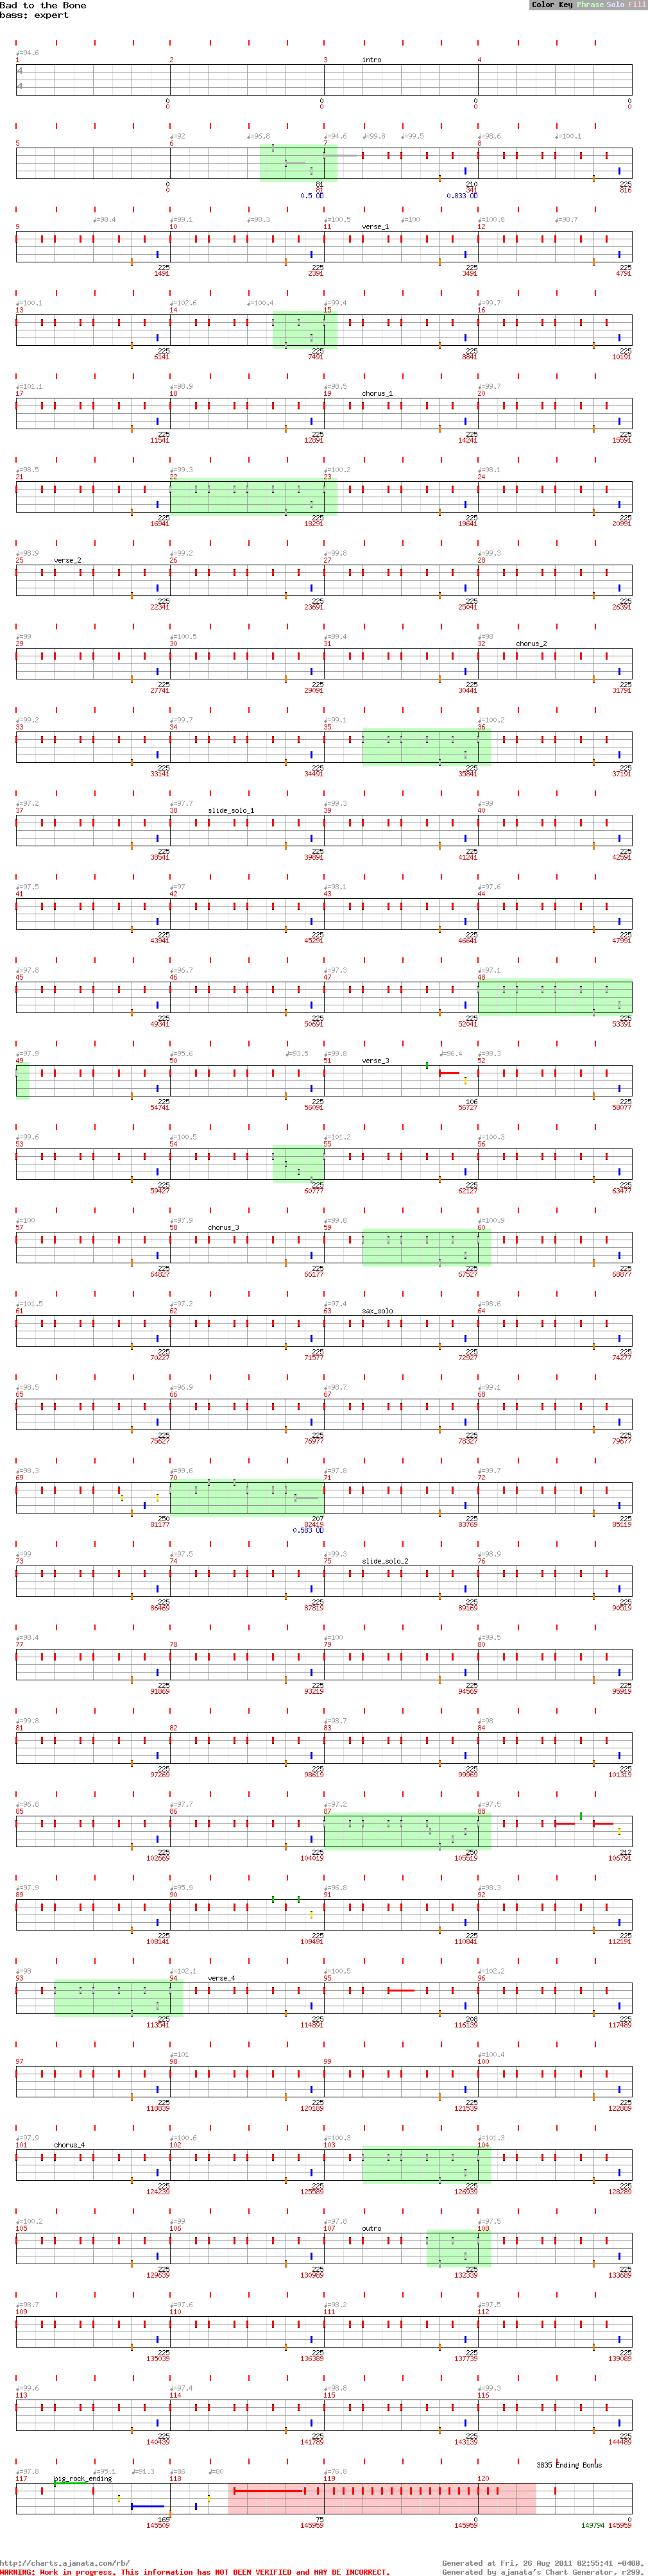 Bad to the Bone
bass: expert
Color Key Phrase Solo Fill
♩=94.6
1 2 3 intro 4
4
4
0 0 0 0
0 0 0 0
♩=92 ♩=96.8 ♩=94.6 ♩=99.8 ♩=99.5 ♩=98.6 ♩=100.1
5 6 7 8
0 81 210 225
0 81 341 816
0.5 OD 0.833 OD
♩=98.4 ♩=99.1 ♩=98.3 ♩=100.5 ♩=100 ♩=100.8 ♩=98.7
9 10 11 verse_1 12
225 225 225 225
1491 2391 3491 4791
♩=100.1 ♩=102.6 ♩=100.4 ♩=99.4 ♩=99.7
13 14 15 16
225 225 225 225
6141 7491 8841 10191
♩=101.1 ♩=98.9 ♩=98.5 ♩=99.7
17 18 19 chorus_1 20
225 225 225 225
11541 12891 14241 15591
♩=98.5 ♩=99.3 ♩=100.2 ♩=98.1
21 22 23 24
225 225 225 225
16941 18291 19641 20991
♩=98.9 ♩=99.2 ♩=99.8 ♩=99.3
25 verse_2 26 27 28
225 225 225 225
22341 23691 25041 26391
♩=99 ♩=100.5 ♩=99.4 ♩=98
29 30 31 32 chorus_2
225 225 225 225
27741 29091 30441 31791
♩=99.2 ♩=99.7 ♩=99.1 ♩=100.2
33 34 35 36
225 225 225 225
33141 34491 35841 37191
♩=97.2 ♩=97.7 ♩=99.3 ♩=99
37 38 slide_solo_1 39 40
225 225 225 225
38541 39891 41241 42591
♩=97.5 ♩=97 ♩=98.1 ♩=97.6
41 42 43 44
225 225 225 225
43941 45291 46641 47991
♩=97.8 ♩=96.7 ♩=97.3 ♩=97.1
45 46 47 48
225 225 225 225
49341 50691 52041 53391
♩=97.9 ♩=95.6 ♩=93.5 ♩=99.8 ♩=96.4 ♩=99.3
49 50 51 verse_3 52
225 225 106 225
54741 56091 56727 58077
♩=99.6 ♩=100.5 ♩=101.2 ♩=100.3
53 54 55 56
225 225 225 225
59427 60777 62127 63477
♩=100 ♩=97.9 ♩=99.8 ♩=100.9
57 58 chorus_3 59 60
225 225 225 225
64827 66177 67527 68877
♩=101.5 ♩=97.2 ♩=97.4 ♩=98.6
61 62 63 sax_solo 64
225 225 225 225
70227 71577 72927 74277
♩=98.5 ♩=96.9 ♩=98.7 ♩=99.1
65 66 67 68
225 225 225 225
75627 76977 78327 79677
♩=98.3 ♩=99.6 ♩=97.8 ♩=99.7
69 70 71 72
250 207 225 225
81177 82419 83769 85119
0.583 OD
♩=99 ♩=97.5 ♩=99.3 ♩=98.9
73 74 75 slide_solo_2 76
225 225 225 225
86469 87819 89169 90519
♩=98.4 ♩=100 ♩=99.5
77 78 79 80
225 225 225 225
91869 93219 94569 95919
♩=99.8 ♩=98.7 ♩=98
81 82 83 84
225 225 225 225
97269 98619 99969 101319
♩=96.8 ♩=97.7 ♩=97.2 ♩=97.5
85 86 87 88
225 225 250 212
102669 104019 105519 106791
♩=97.9 ♩=95.9 ♩=96.8 ♩=98.3
89 90 91 92
225 225 225 225
108141 109491 110841 112191
♩=98 ♩=102.1 ♩=100.5 ♩=102.2
93 94 verse_4 95 96
225 225 208 225
113541 114891 116139 117489
♩=101 ♩=100.4
97 98 99 100
225 225 225 225
118839 120189 121539 122889
♩=97.9 ♩=100.6 ♩=100.3 ♩=101.3
101 chorus_4 102 103 104
225 225 225 225
124239 125589 126939 128289
♩=100.2 ♩=99 ♩=97.8 ♩=97.5
105 106 107 outro 108
225 225 225 225
129639 130989 132339 133689
♩=98.7 ♩=97.6 ♩=98.2 ♩=97.5
109 110 111 112
225 225 225 225
135039 136389 137739 139089
♩=99.6 ♩=97.4 ♩=98.8 ♩=99.3
113 114 115 116
225 225 225 225
140439 141789 143139 144489
3835 Ending Bonus
♩=97.8 ♩=95.1 ♩=91.3 ♩=86 ♩=80 ♩=76.8
117 big_rock_ending 118 119 120
169 75 0 0
145509 145959 145959 149794 145959
http://charts.ajanata.com/rb/
Generated at Fri, 26 Aug 2011 02:55:41 -0400.
WARNING: Work in progress. This information has NOT BEEN VERIFIED and MAY BE INCORRECT.
Generated by ajanata's Chart Generator, r299.